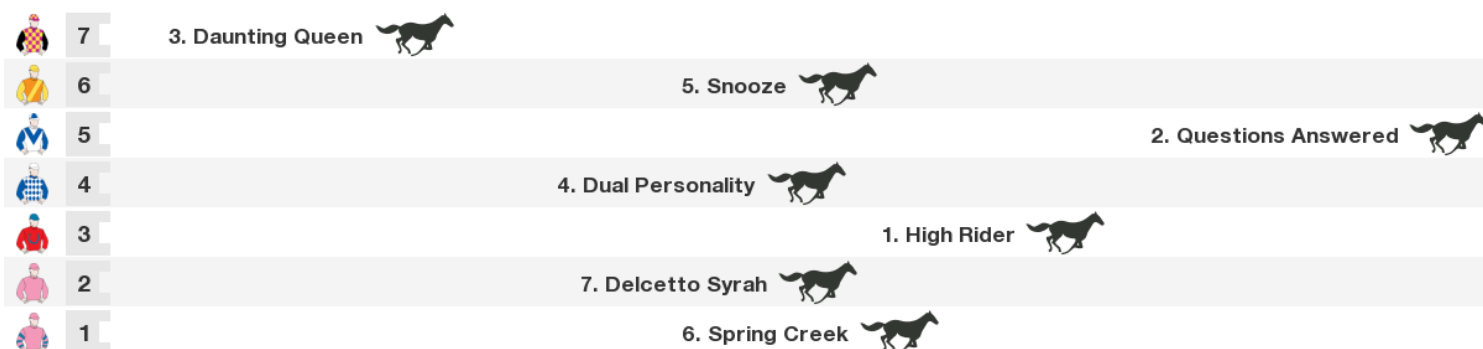 7 3. Daunting Queen
6 5. Snooze
5 2. Questions Answered
4 4. Dual Personality
3 1. High Rider
2 7. Delcetto Syrah
1 6. Spring Creek